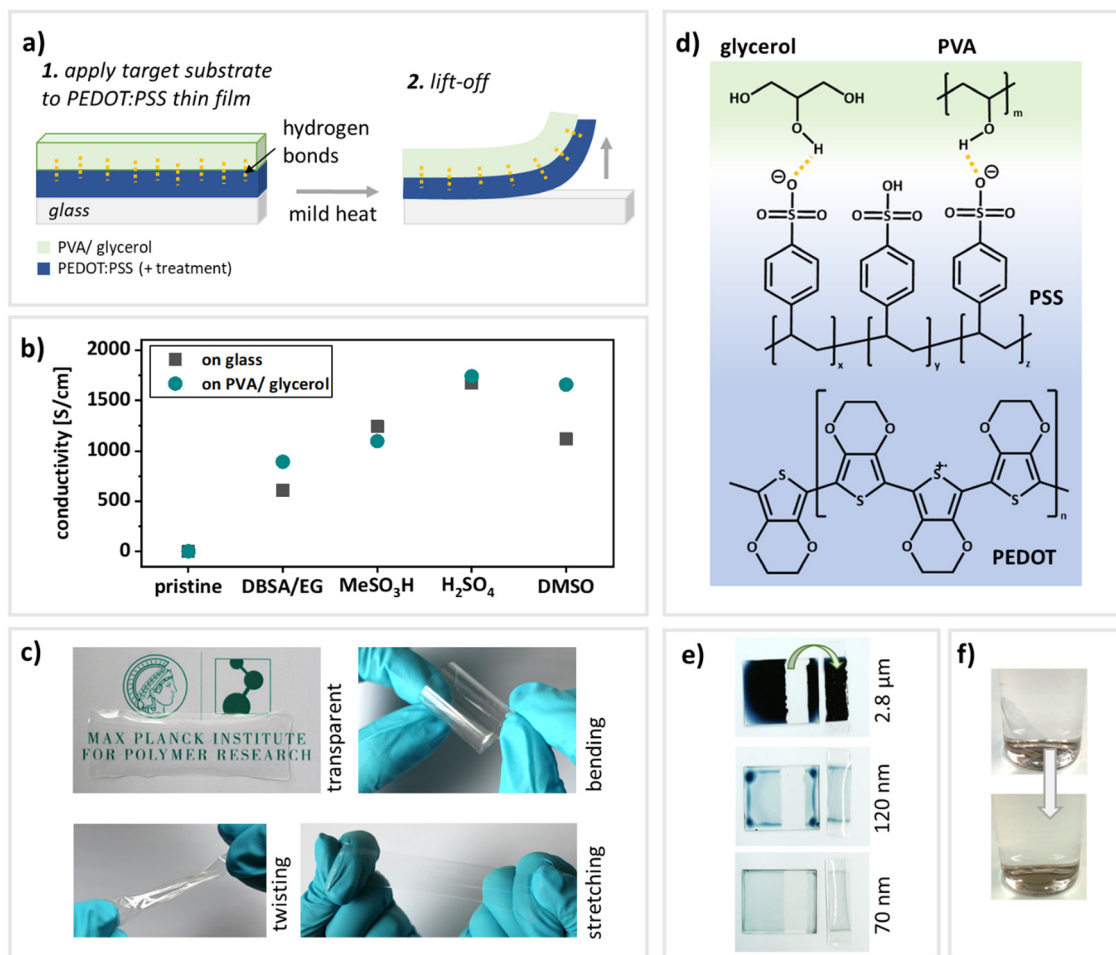 a)
1. apply target substrate
to PEDOT:PSS thin film
2. lift-off
hydrogen
bonds
mild heat
glass
PVA/ glycerol
PEDOT:PSS (+ treatment)
b)
conductivity [S/cm]
2000
1500
1000
500
0
on glass
on PVA/ glycerol
pristine
DBSA/EG
MeSO3H
H2SO4
DMSO
c)
MAX PLANCK INSTITUTE
FOR POLYMER RESEARCH
transparent
bending
twisting
stretching
d)
glycerol
PVA
HO
OH
O
H
m
O
H
⊖
O
OH
⊖
O
O=S=O
O=S=O
O=S=O
PSS
x
y
z
O
O
O
O
S
S
S+·
S
n
O
O
O
O
PEDOT
e)
2.8 µm
120 nm
70 nm
f)